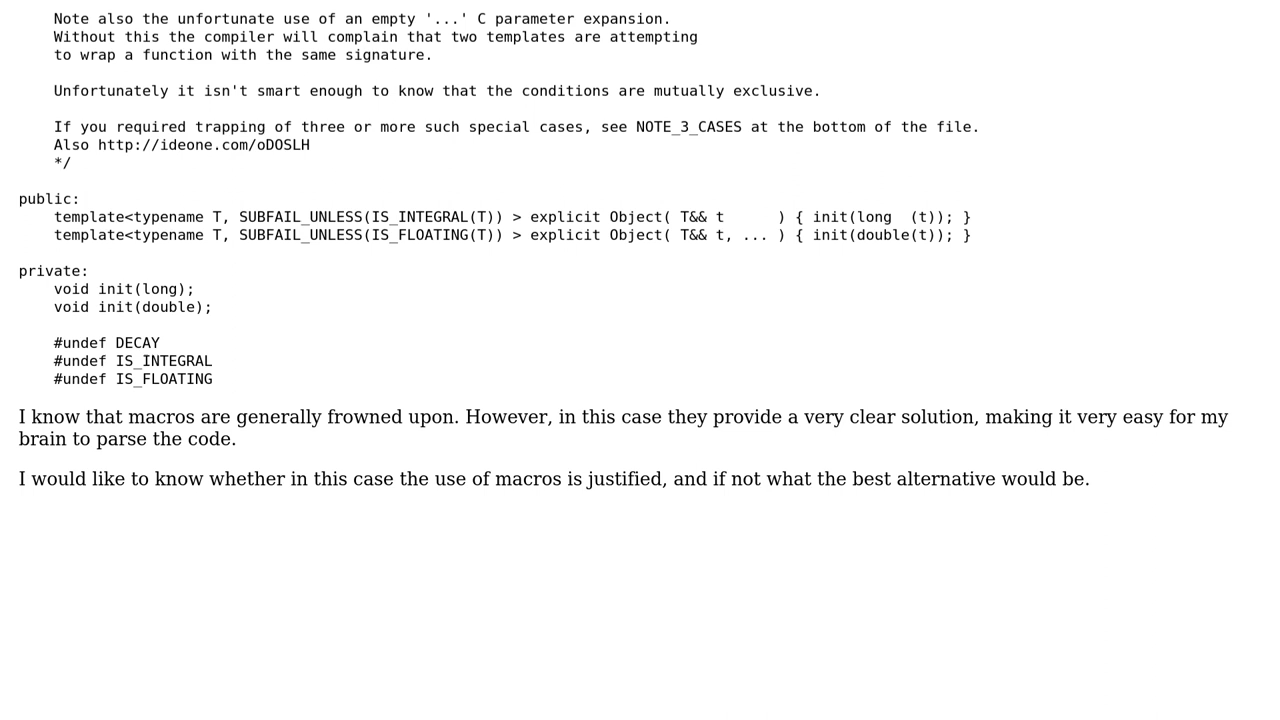 Note also the unfortunate use of an empty '...' C parameter expansion.
Without this the compiler will complain that two templates are attempting
to wrap a function with the same signature.
Unfortunately it isn't smart enough to know that the conditions are mutually exclusive.
If you required trapping of three or more such special cases, see NOTE_3_CASES at the bottom of the file.
Also http://ideone.com/oDOSLH
*/
public:
template<typename T, SUBFAIL_UNLESS(IS_INTEGRAL(T)) > explicit Object( T&& t      ) { init(long  (t)); }
template<typename T, SUBFAIL_UNLESS(IS_FLOATING(T)) > explicit Object( T&& t, ... ) { init(double(t)); }
private:
void init(long);
void init(double);
#undef DECAY
#undef IS_INTEGRAL
#undef IS_FLOATING
I know that macros are generally frowned upon. However, in this case they provide a very clear solution, making it very easy for my
brain to parse the code.
I would like to know whether in this case the use of macros is justified, and if not what the best alternative would be.